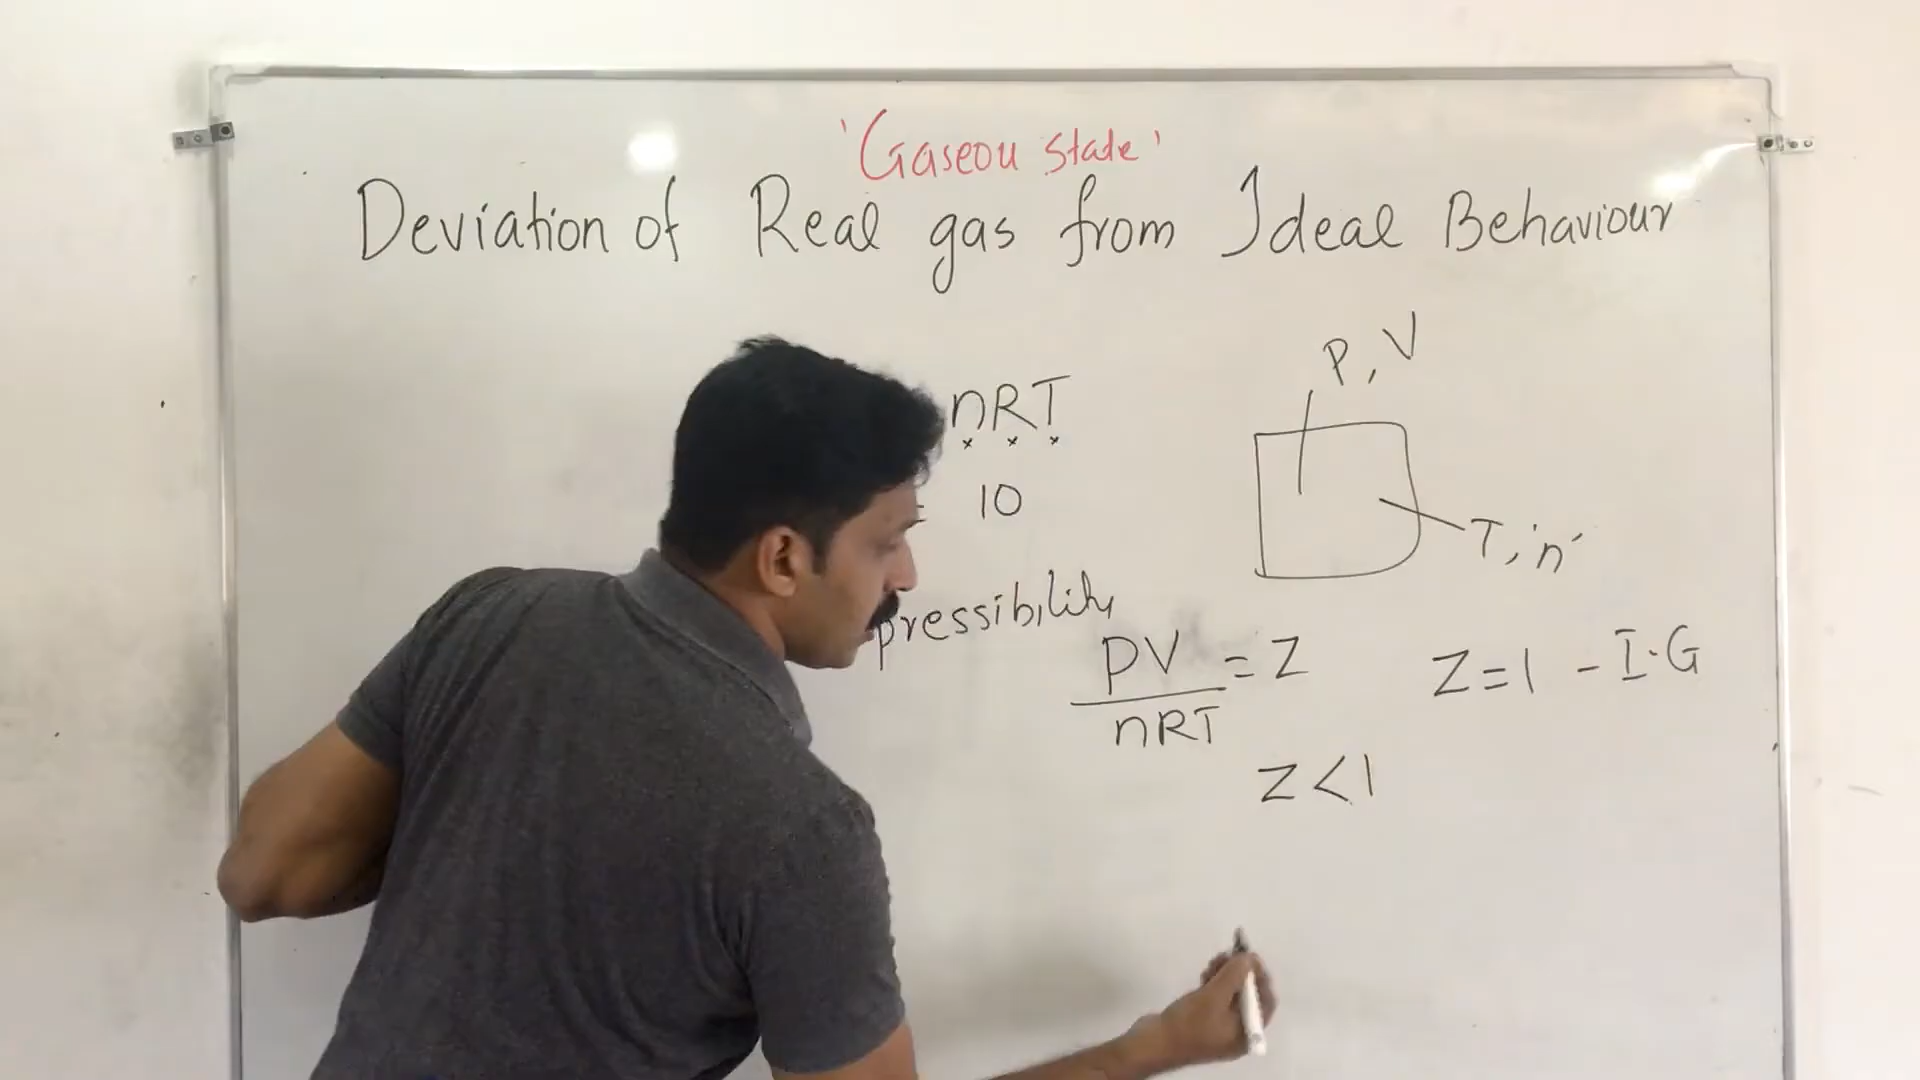 'Gaseou state'
Deviation of Real gas from Ideal Behaviour
P, V
nRT
10
T, 'n'
pressibility
PV = Z
nRT
Z=1 - I.G
Z<1